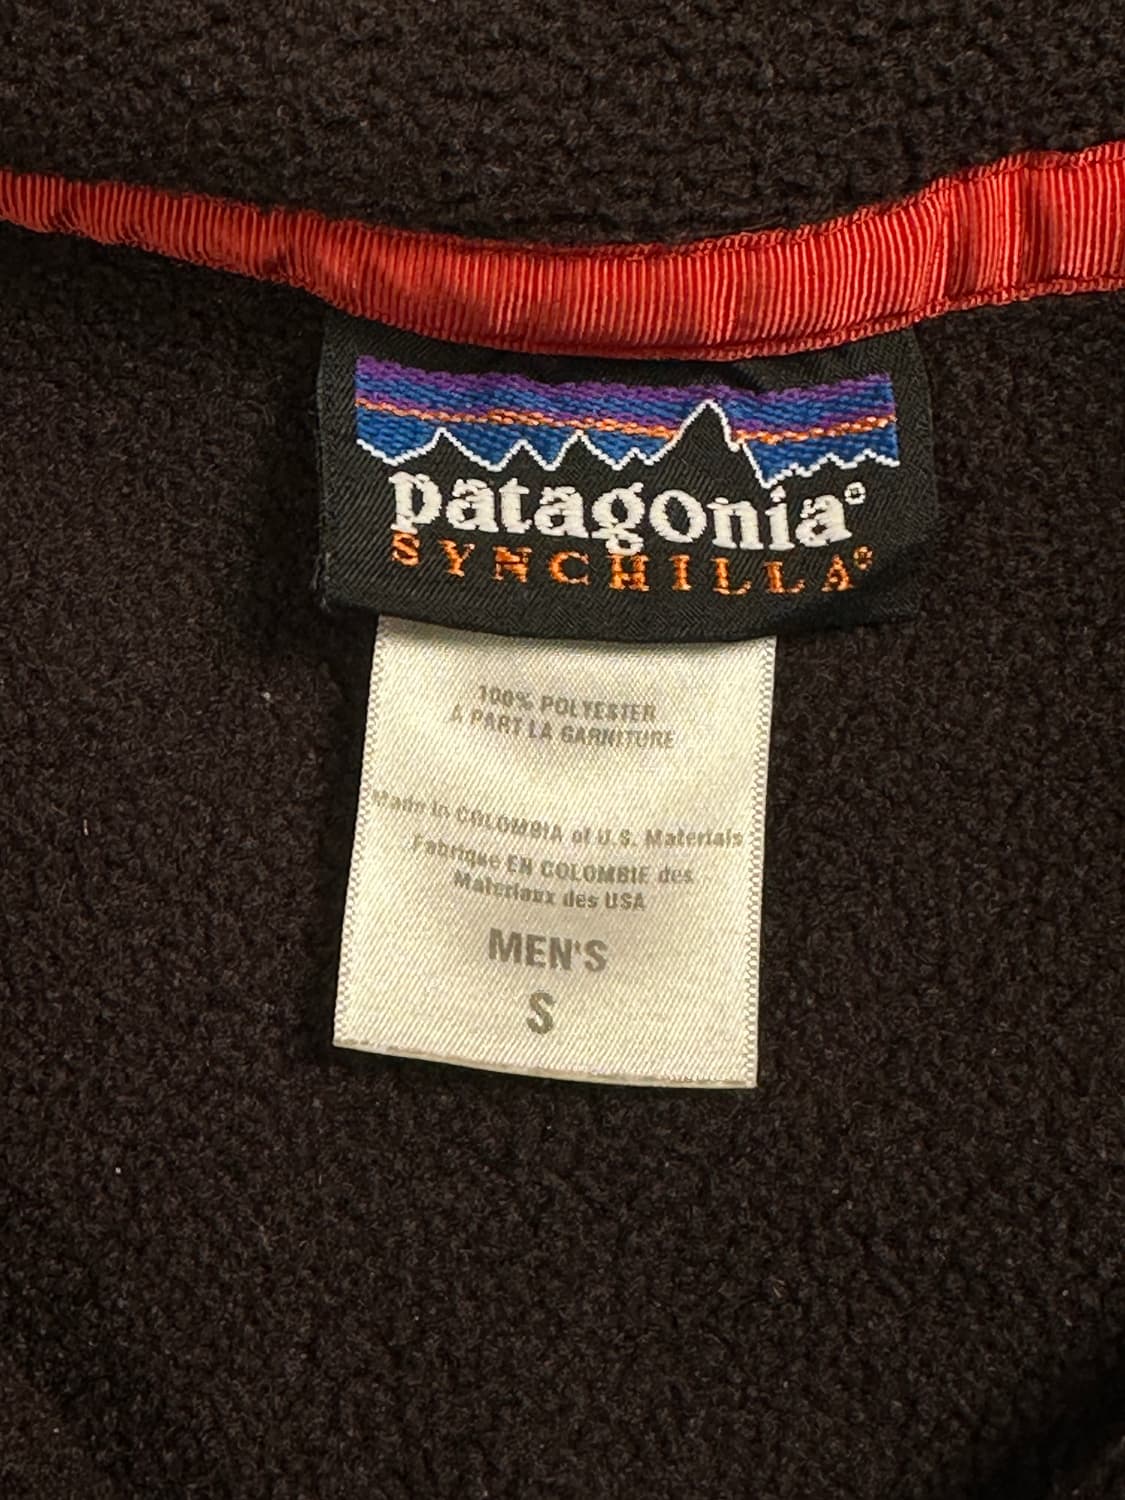 patagonia®
SYNCHILLA®
100% POLYESTER
À PART LA GARNITURE
Made in COLOMBIA of U.S. Materials
Fabrique EN COLOMBIE des
Materiaux des USA
MEN'S
S